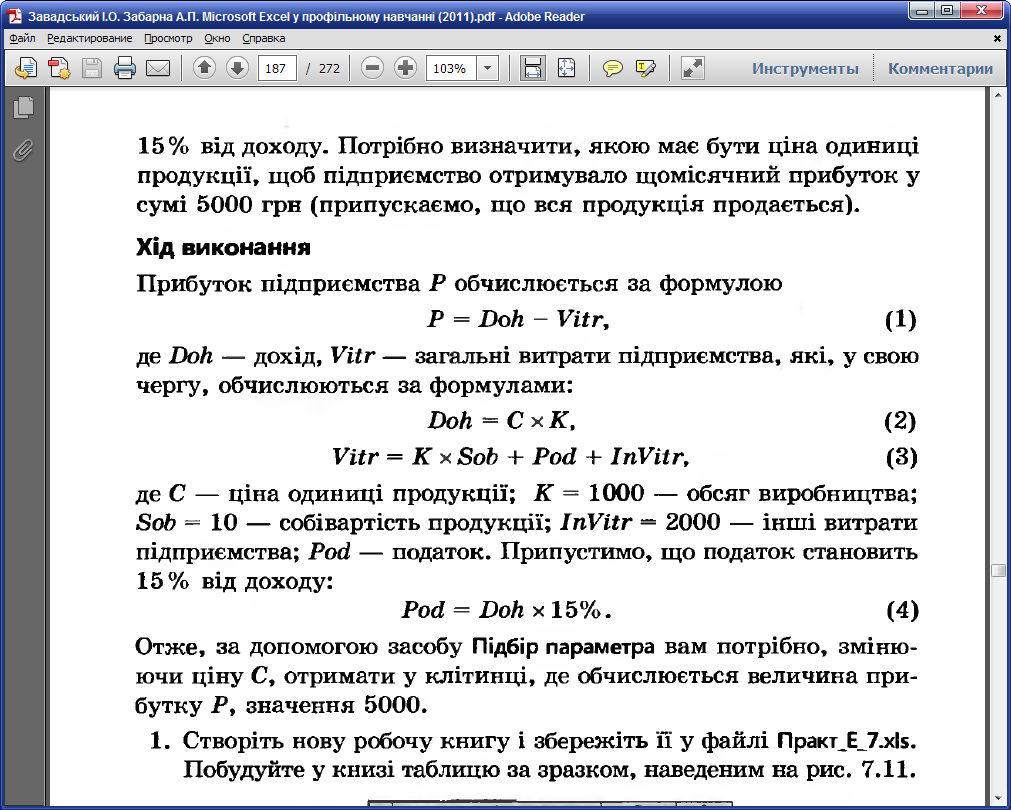 Завадський І.О. Забарна А.П. Microsoft Excel у профільному навчанні (2011).pdf - Adobe Reader
Файл Редактирование Просмотр Окно Справка
187 / 272 103% Инструменты Комментарии
15% від доходу. Потрібно визначити, якою має бути ціна одиниці
продукції, щоб підприємство отримувало щомісячний прибуток у
сумі 5000 грн (припускаємо, що вся продукція продається).
Хід виконання
Прибуток підприємства P обчислюється за формулою
P = Doh – Vitr, (1)
де Doh — дохід, Vitr — загальні витрати підприємства, які, у свою
чергу, обчислюються за формулами:
Doh = C × K, (2)
Vitr = K × Sob + Pod + InVitr, (3)
де C — ціна одиниці продукції; K = 1000 — обсяг виробництва;
Sob = 10 — собівартість продукції; InVitr = 2000 — інші витрати
підприємства; Pod — податок. Припустимо, що податок становить
15% від доходу:
Pod = Doh × 15%. (4)
Отже, за допомогою засобу Підбір параметра вам потрібно, зміню-
ючи ціну C, отримати у клітинці, де обчислюється величина при-
бутку P, значення 5000.
1. Створіть нову робочу книгу і збережіть її у файлі Практ_Е_7.xls.
Побудуйте у книзі таблицю за зразком, наведеним на рис. 7.11.